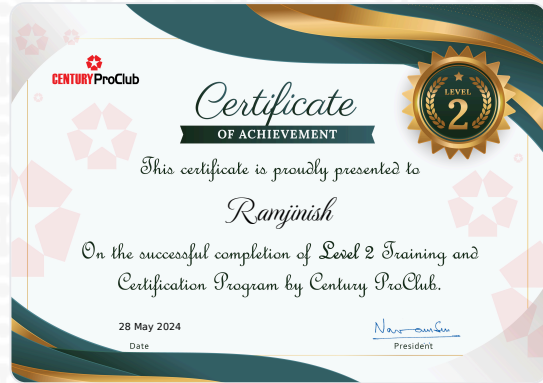 CENTURY ProClub
Certificate
OF ACHIEVEMENT
LEVEL
2
This certificate is proudly presented to
Ramjinish
On the successful completion of Level 2 Training and
Certification Program by Century ProClub.
28 May 2024
Date
President